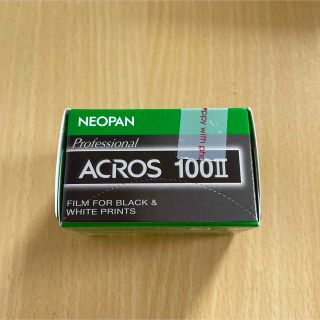 NEOPAN
Professional
ACROS 100II
FILM FOR BLACK &
WHITE PRINTS